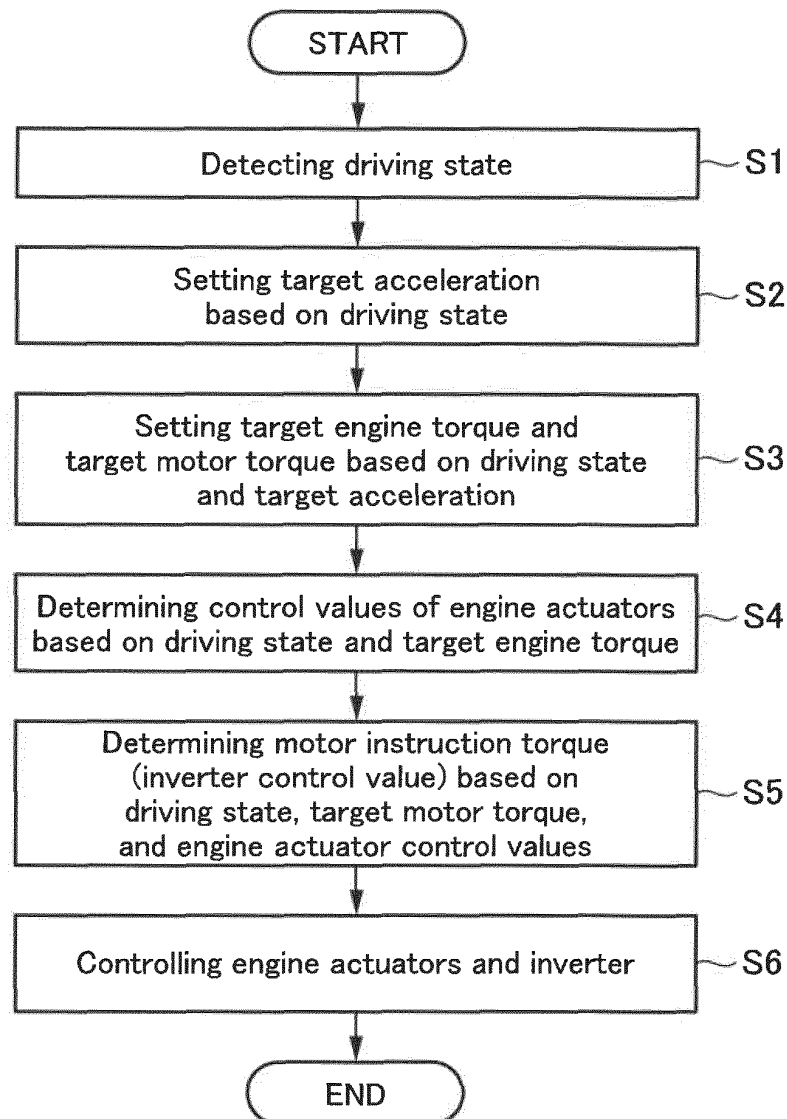 START
Detecting driving state
S1
Setting target acceleration
based on driving state
S2
Setting target engine torque and
target motor torque based on driving state
and target acceleration
S3
Determining control values of engine actuators
based on driving state and target engine torque
S4
Determining motor instruction torque
(inverter control value) based on
driving state, target motor torque,
and engine actuator control values
S5
Controlling engine actuators and inverter
S6
END